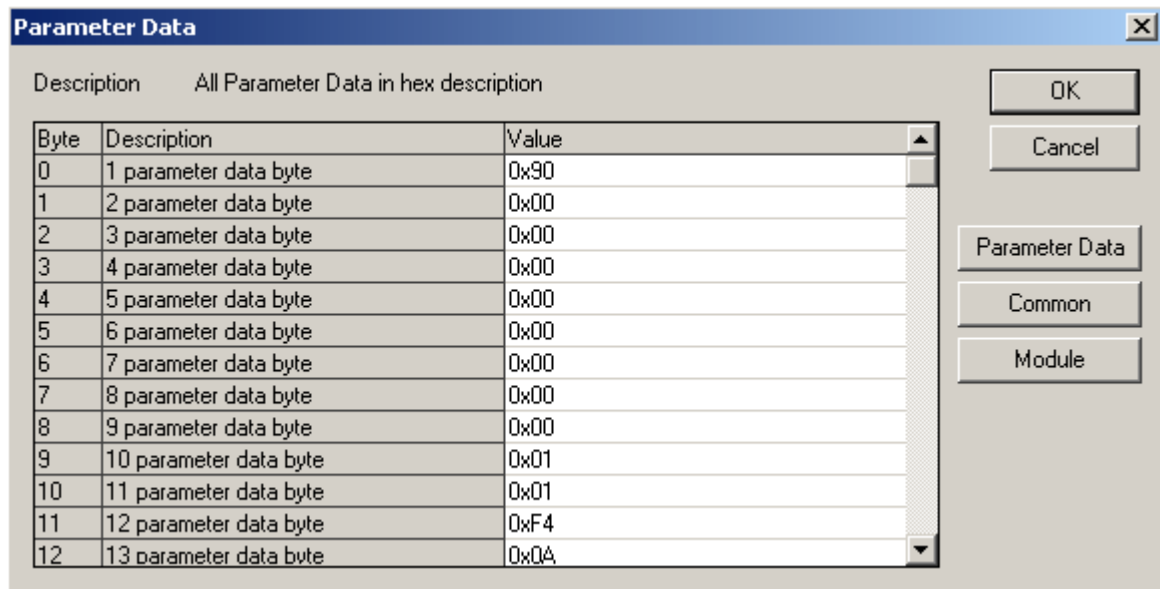 Parameter Data
Description All Parameter Data in hex description
OK
Cancel
Byte Description Value
0 1 parameter data byte 0x90
1 2 parameter data byte 0x00
2 3 parameter data byte 0x00
3 4 parameter data byte 0x00
4 5 parameter data byte 0x00
5 6 parameter data byte 0x00
6 7 parameter data byte 0x00
7 8 parameter data byte 0x00
8 9 parameter data byte 0x00
9 10 parameter data byte 0x01
10 11 parameter data byte 0x01
11 12 parameter data byte 0xF4
12 13 parameter data byte 0x0A
Parameter Data
Common
Module